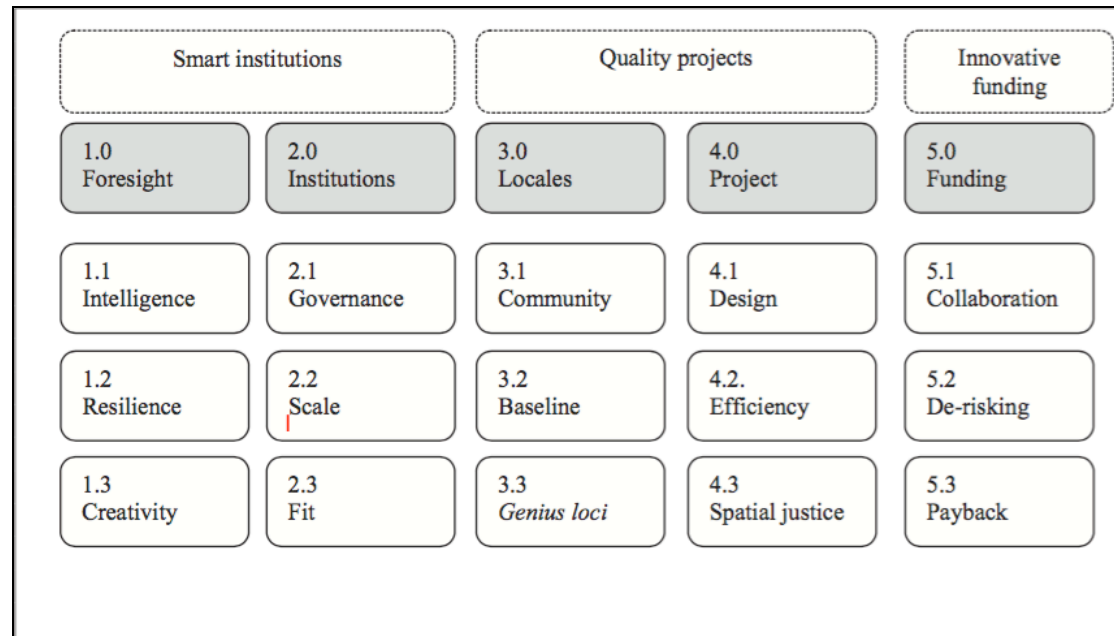 Smart institutions
Quality projects
Innovative
funding
1.0
Foresight
2.0
Institutions
3.0
Locales
4.0
Project
5.0
Funding
1.1
Intelligence
2.1
Governance
3.1
Community
4.1
Design
5.1
Collaboration
1.2
Resilience
2.2
Scale
3.2
Baseline
4.2.
Efficiency
5.2
De-risking
1.3
Creativity
2.3
Fit
3.3
Genius loci
4.3
Spatial justice
5.3
Payback